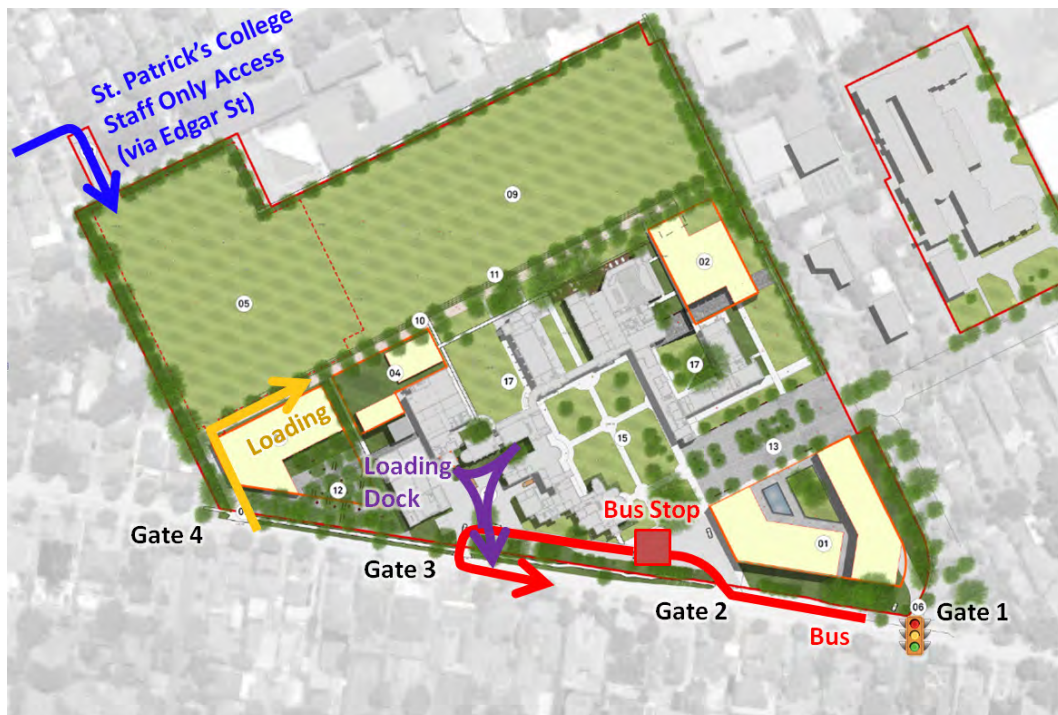 St. Patrick's College
Staff Only Access
(via Edgar St)
09
02
11
05
10
04
17
17
Loading
15
13
Loading
Dock
12
Bus Stop
Gate 4
01
Gate 3
Gate 2
06
Gate 1
Bus